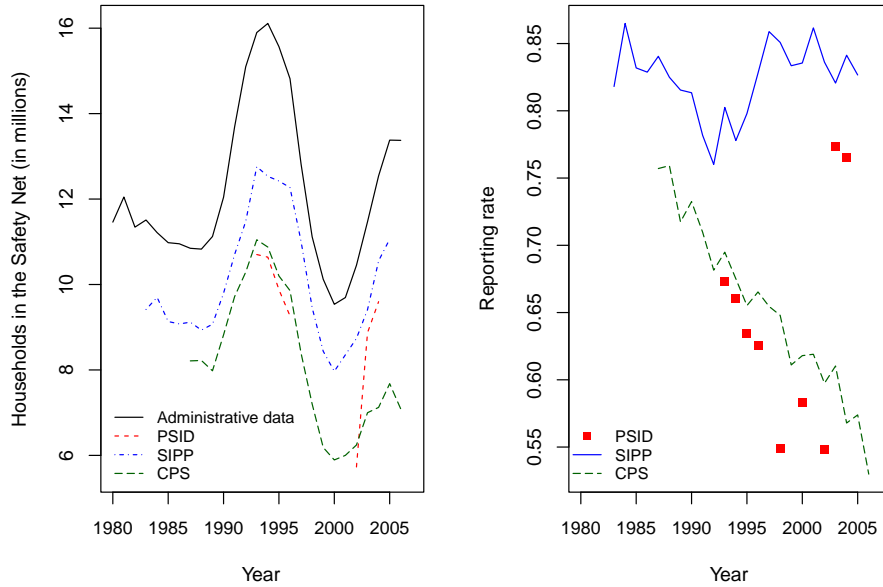 Households in the Safety Net (in millions)
16
14
12
10
8
6
Administrative data
PSID
SIPP
CPS
1980 1985 1990 1995 2000 2005
Year
Reporting rate
0.85
0.80
0.75
0.70
0.65
0.60
0.55
PSID
SIPP
CPS
1980 1985 1990 1995 2000 2005
Year